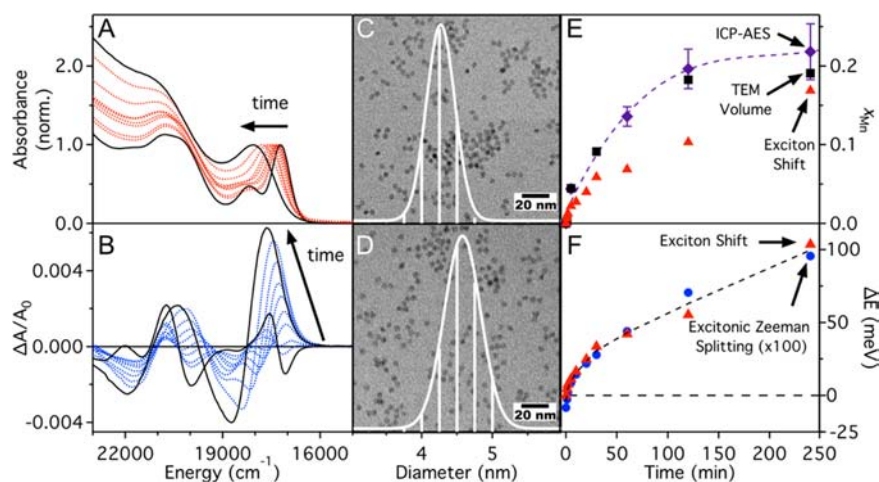 A
2.0
1.0
0.0
Absorbance
(norm.)
time
B
0.004
0.000
-0.004
ΔA/A0
time
22000
19000
16000
Energy (cm-1)
C
20 nm
D
20 nm
4
5
Diameter (nm)
E
ICP-AES
TEM
Volume
Exciton
Shift
0.2
0.1
0.0
xMn
F
Exciton Shift
Excitonic Zeeman
Splitting (x100)
100
50
0
-25
ΔE (meV)
0
50
100
150
200
250
Time (min)